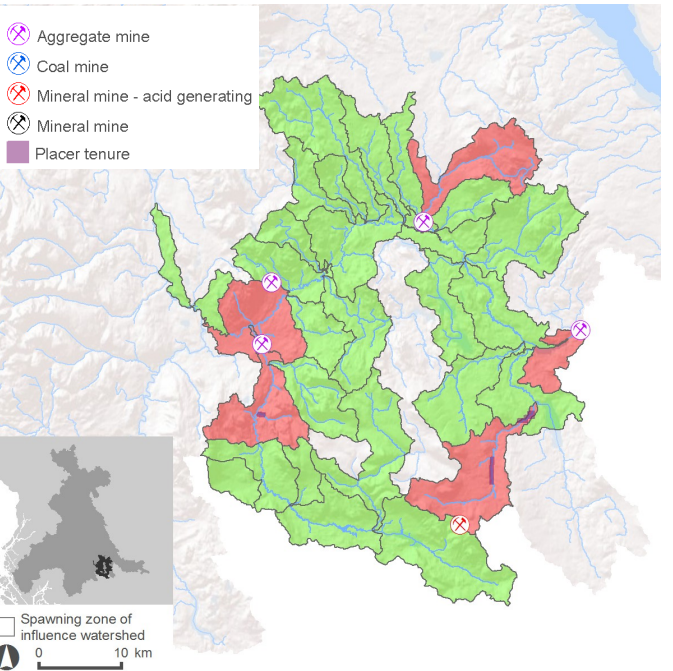 Aggregate mine
Coal mine
Mineral mine - acid generating
Mineral mine
Placer tenure
Spawning zone of
influence watershed
0 10 km